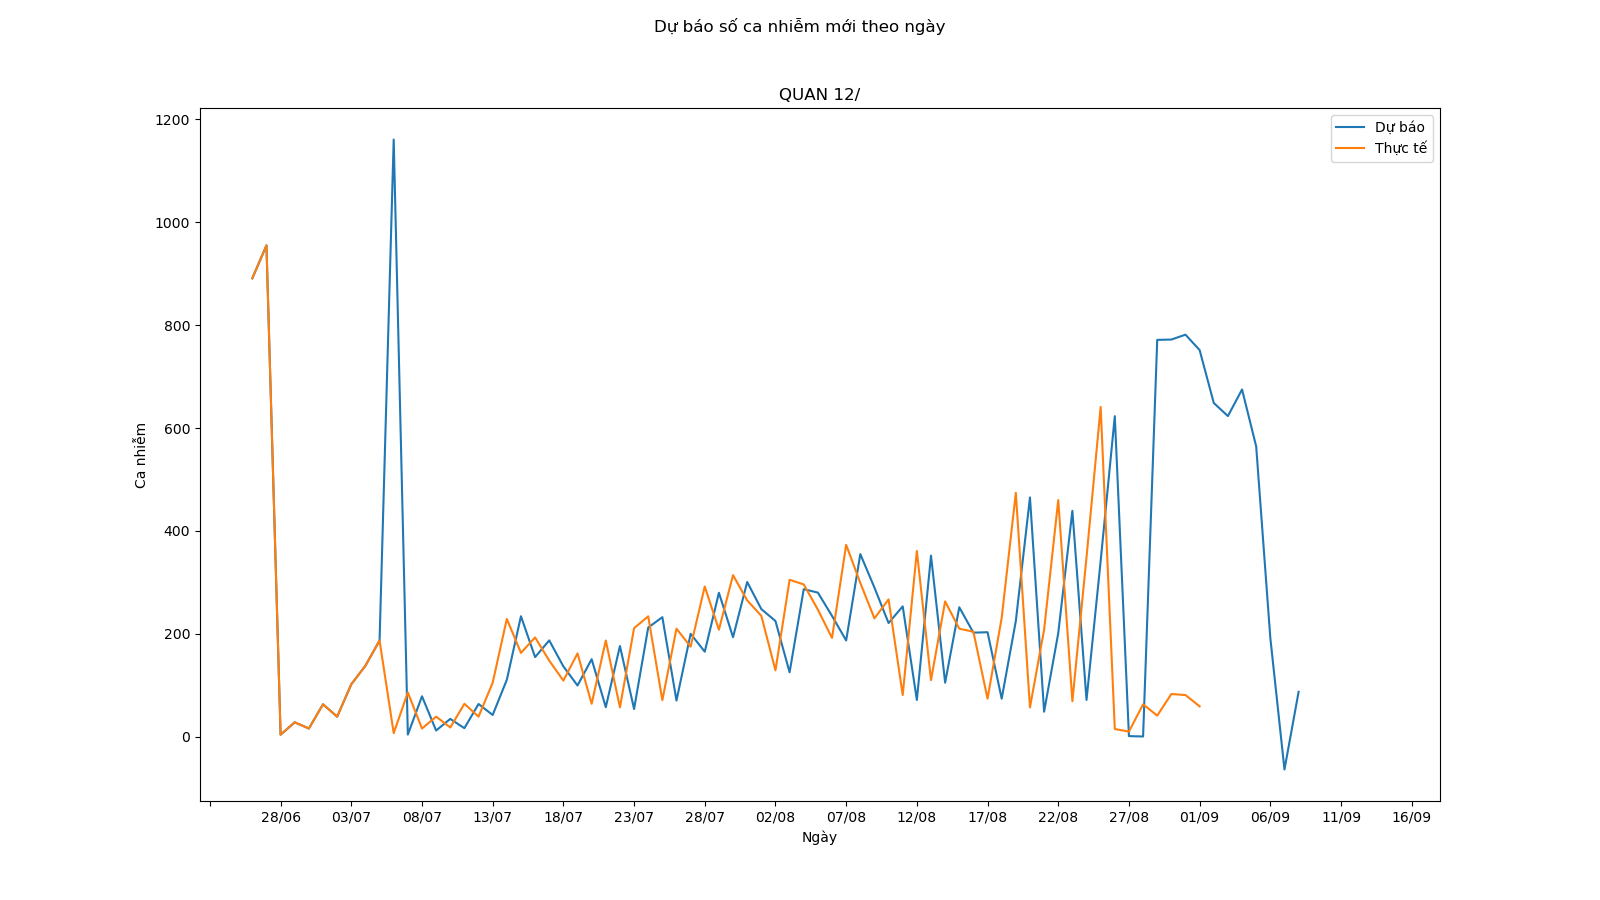 Dự báo số ca nhiễm mới theo ngày
QUAN 12/
1200
1000
800
600
400
200
0
Ca nhiễm
Dự báo
Thực tế
28/06 03/07 08/07 13/07 18/07 23/07 28/07 02/08 07/08 12/08 17/08 22/08 27/08 01/09 06/09 11/09 16/09
Ngày